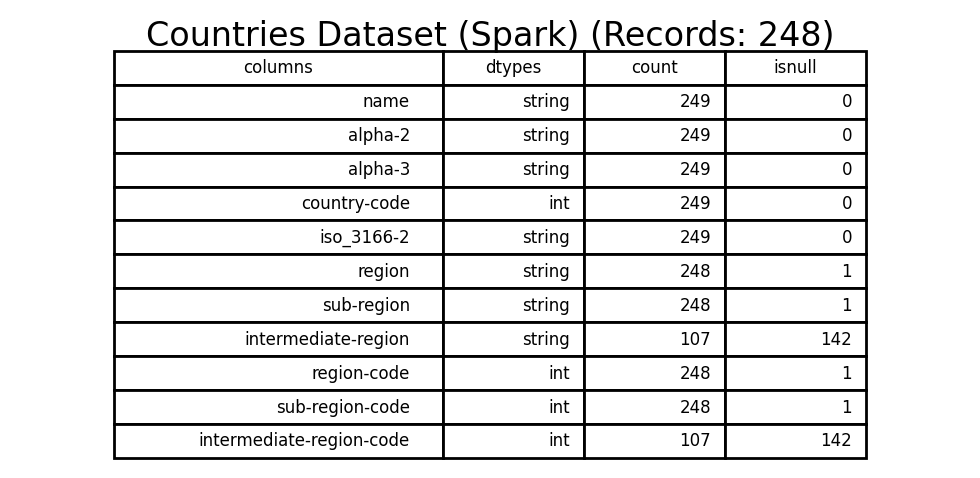 Countries Dataset (Spark) (Records: 248)
columns dtypes count isnull
name string 249 0
alpha-2 string 249 0
alpha-3 string 249 0
country-code int 249 0
iso_3166-2 string 249 0
region string 248 1
sub-region string 248 1
intermediate-region string 107 142
region-code int 248 1
sub-region-code int 248 1
intermediate-region-code int 107 142